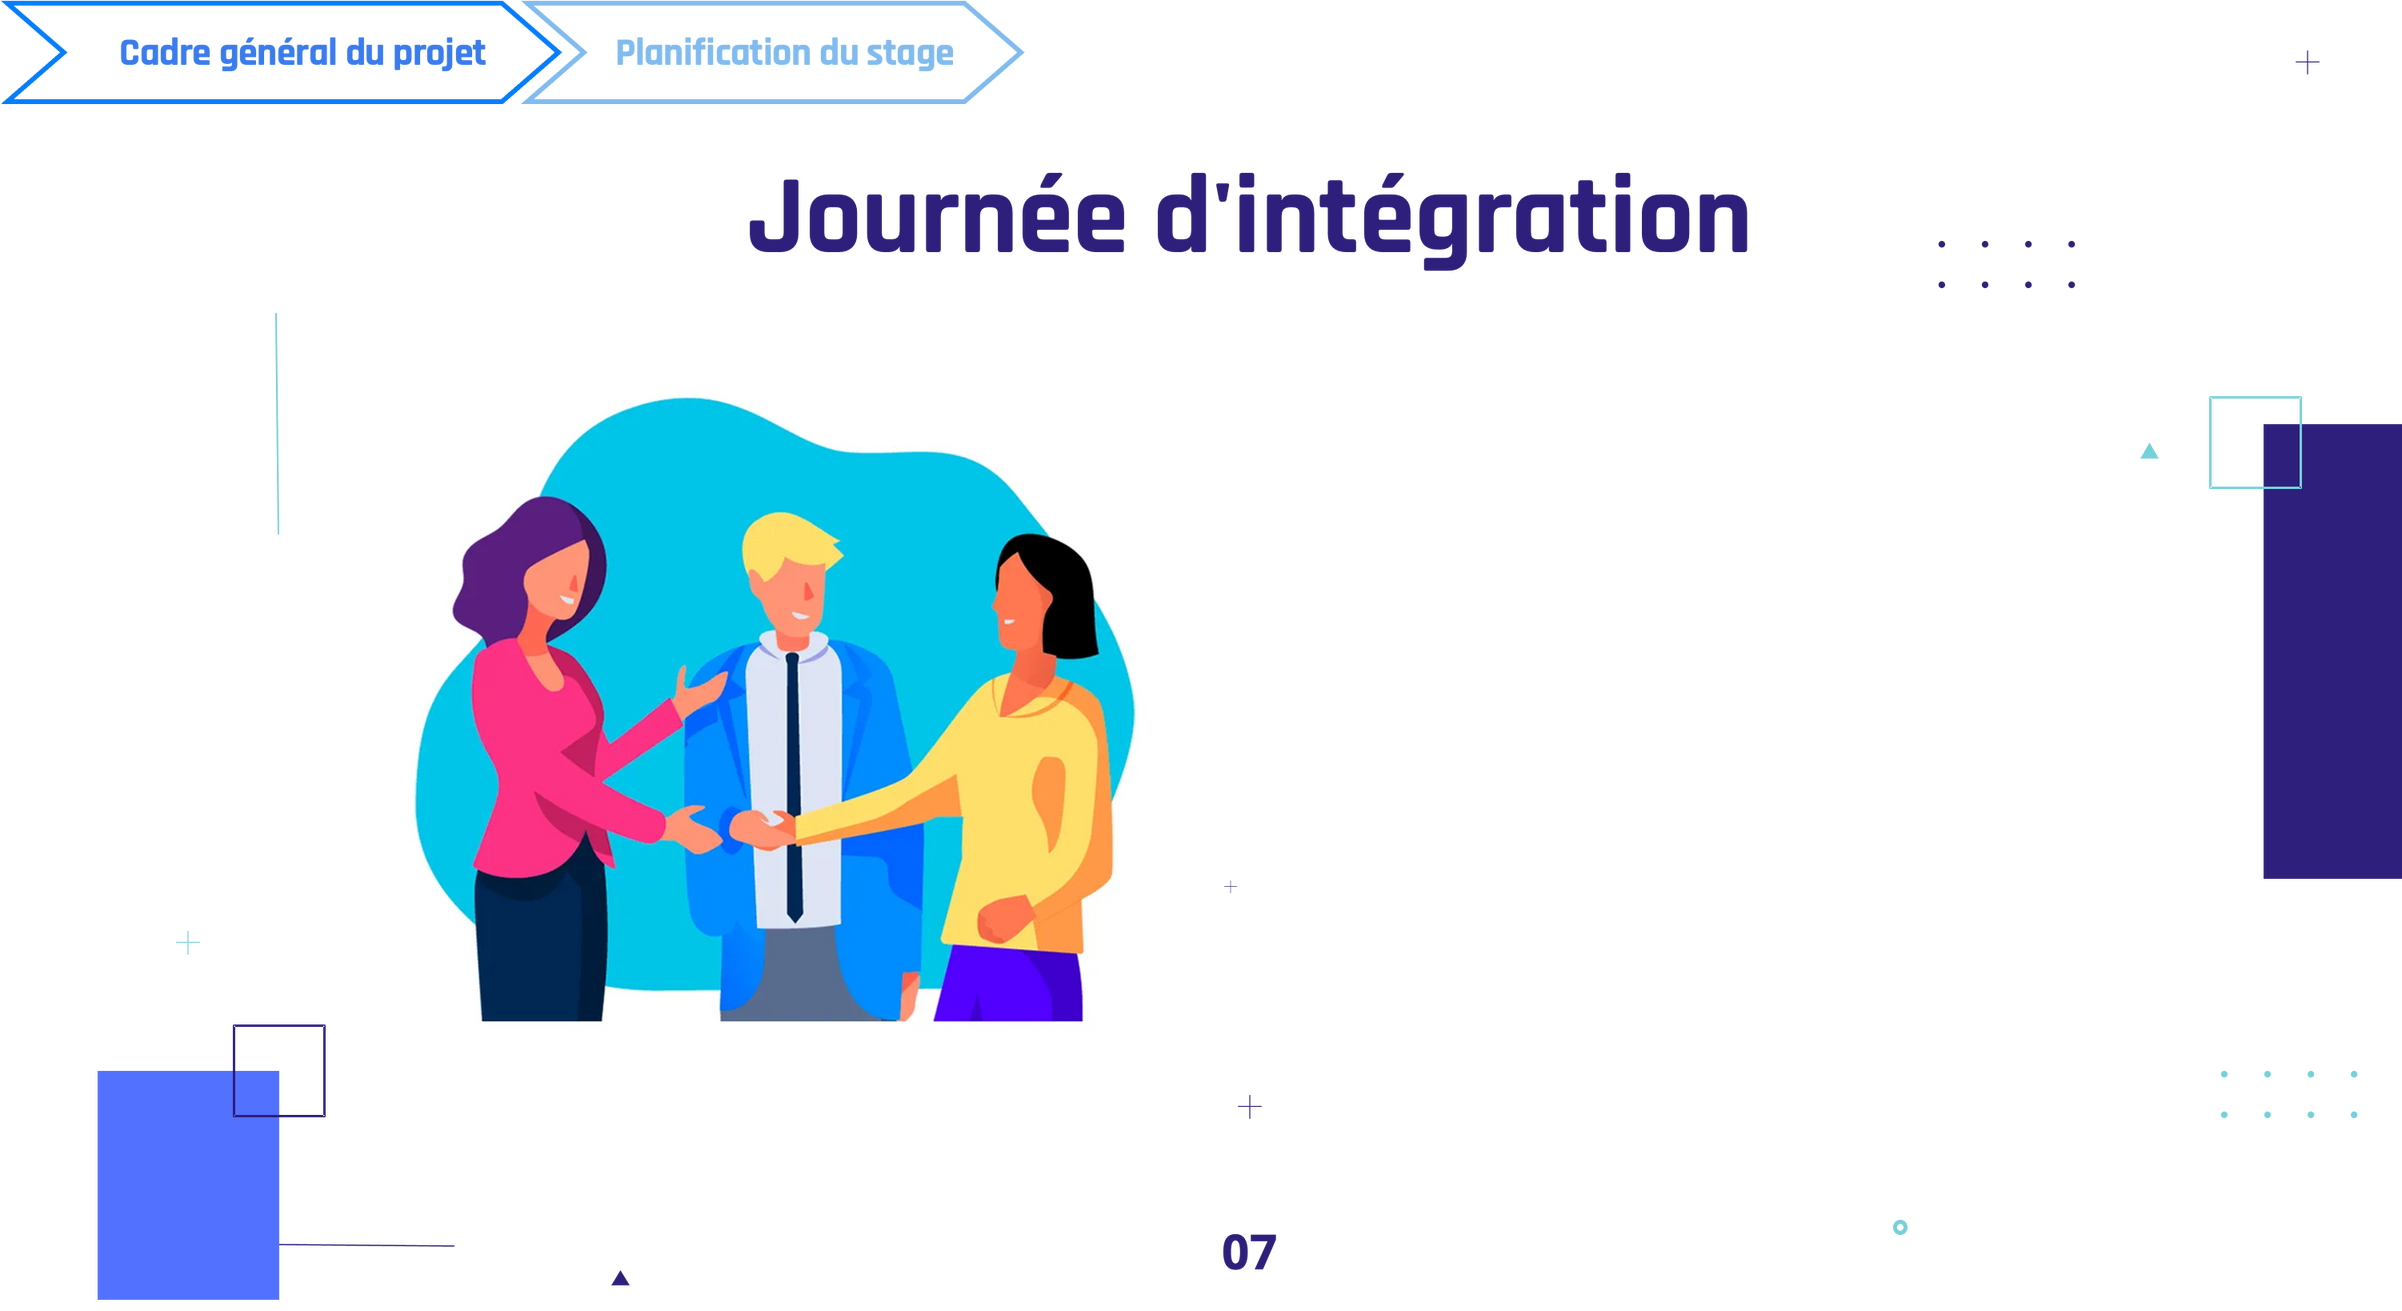 Cadre général du projet
Planification du stage
Journée d'intégration
07